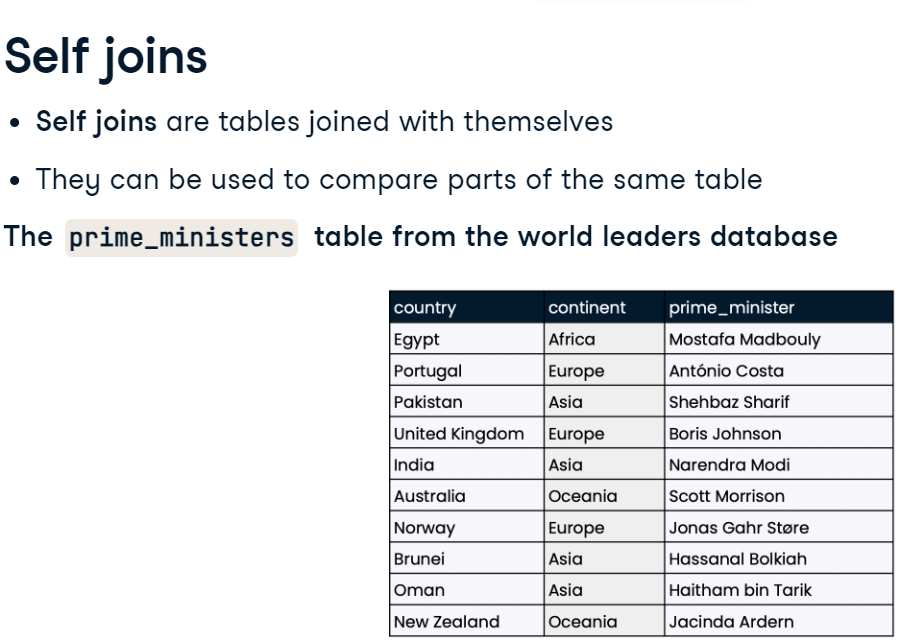 Self joins
• Self joins are tables joined with themselves
• They can be used to compare parts of the same table
The prime_ministers table from the world leaders database
country continent prime_minister
Egypt Africa Mostafa Madbouly
Portugal Europe António Costa
Pakistan Asia Shehbaz Sharif
United Kingdom Europe Boris Johnson
India Asia Narendra Modi
Australia Oceania Scott Morrison
Norway Europe Jonas Gahr Støre
Brunei Asia Hassanal Bolkiah
Oman Asia Haitham bin Tarik
New Zealand Oceania Jacinda Ardern